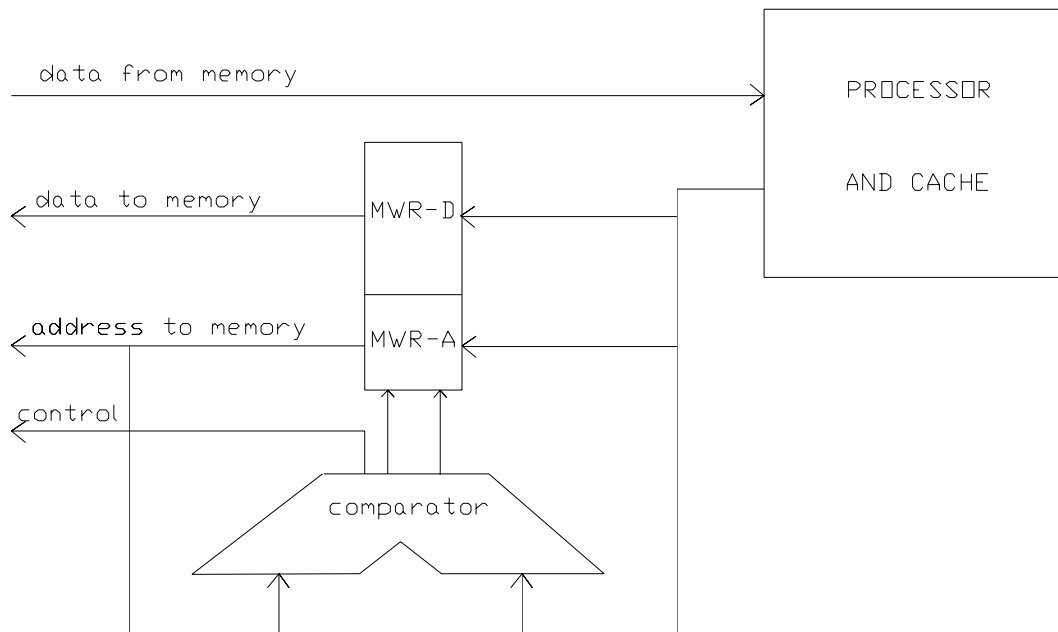 data from memory
PROCESSOR
AND CACHE
data to memory
MWR-D
address to memory
MWR-A
control
comparator